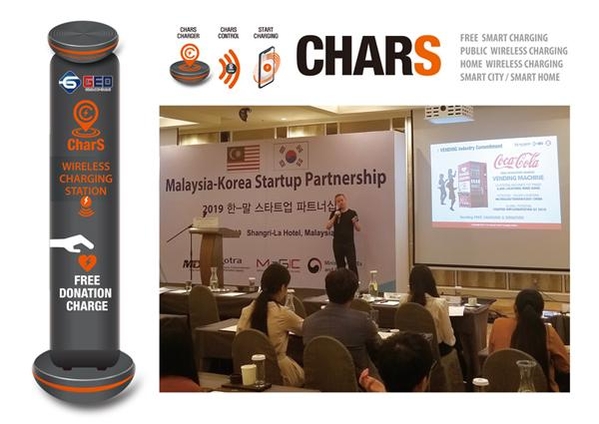 GEO
CharS
WIRELESS
CHARGING
STATION
FREE
DONATION
CHARGE
CHARS
CHARGER
CHARS
CONTROL
START
CHARGING
CHARS
FREE SMART CHARGING
PUBLIC WIRELESS CHARGING
HOME WIRELESS CHARGING
SMART CITY / SMART HOME
Malaysia-Korea Startup Partnership
2019 한-말 스타트업 파트너십
Shangri-La Hotel, Malaysia
kotra
MaGIC
VENDING Industry Commitment
Coca-Cola
VENDING MACHINE